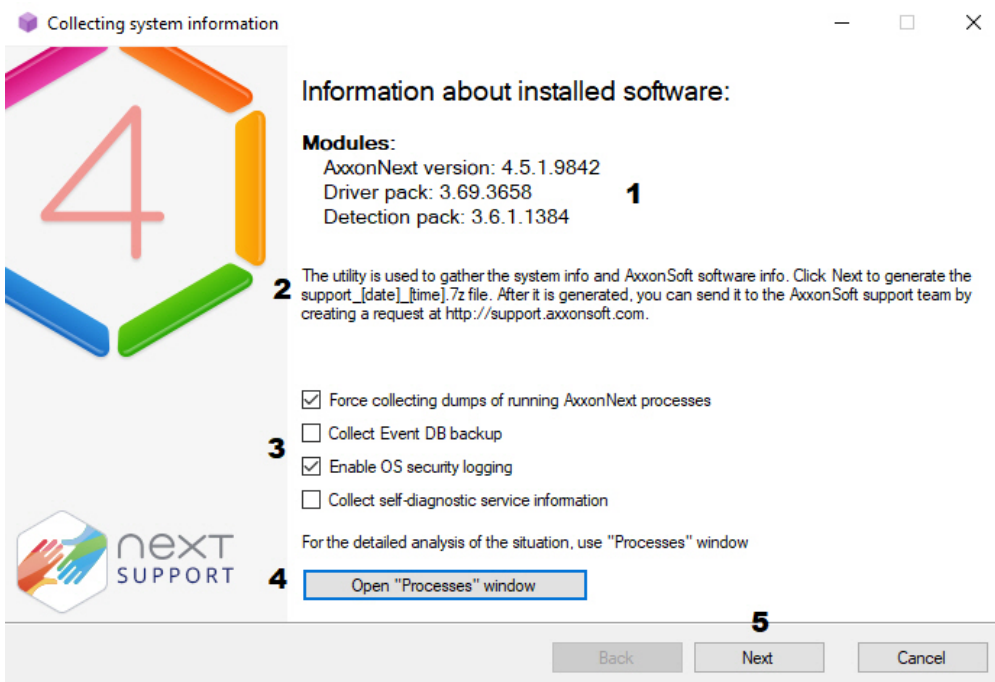 Collecting system information
4
Information about installed software:
Modules:
AxxonNext version: 4.5.1.9842
Driver pack: 3.69.3658
Detection pack: 3.6.1.1384
1
2
The utility is used to gather the system info and AxxonSoft software info. Click Next to generate the
support_[date]_[time].7z file. After it is generated, you can send it to the AxxonSoft support team by
creating a request at http://support.axxonsoft.com.
3
Force collecting dumps of running AxxonNext processes
Collect Event DB backup
Enable OS security logging
Collect self-diagnostic service information
next
SUPPORT
For the detailed analysis of the situation, use "Processes" window
4
Open "Processes" window
5
Back
Next
Cancel